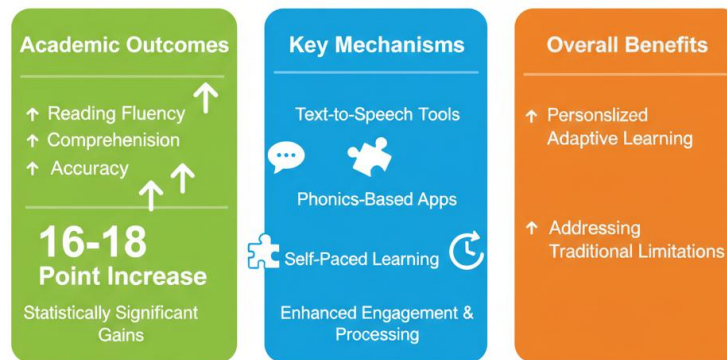 Academic Outcomes
↑ Reading Fluency
↑ Comprehenision
↑ Accuracy
16-18
Point Increase
Statistically Significant
Gains
Key Mechanisms
Text-to-Speech Tools
Phonics-Based Apps
Self-Paced Learning
Enhanced Engagement &
Processing
Overall Benefits
↑ Personslized
Adaptive Learning
↑ Addressing
Traditional Limitations